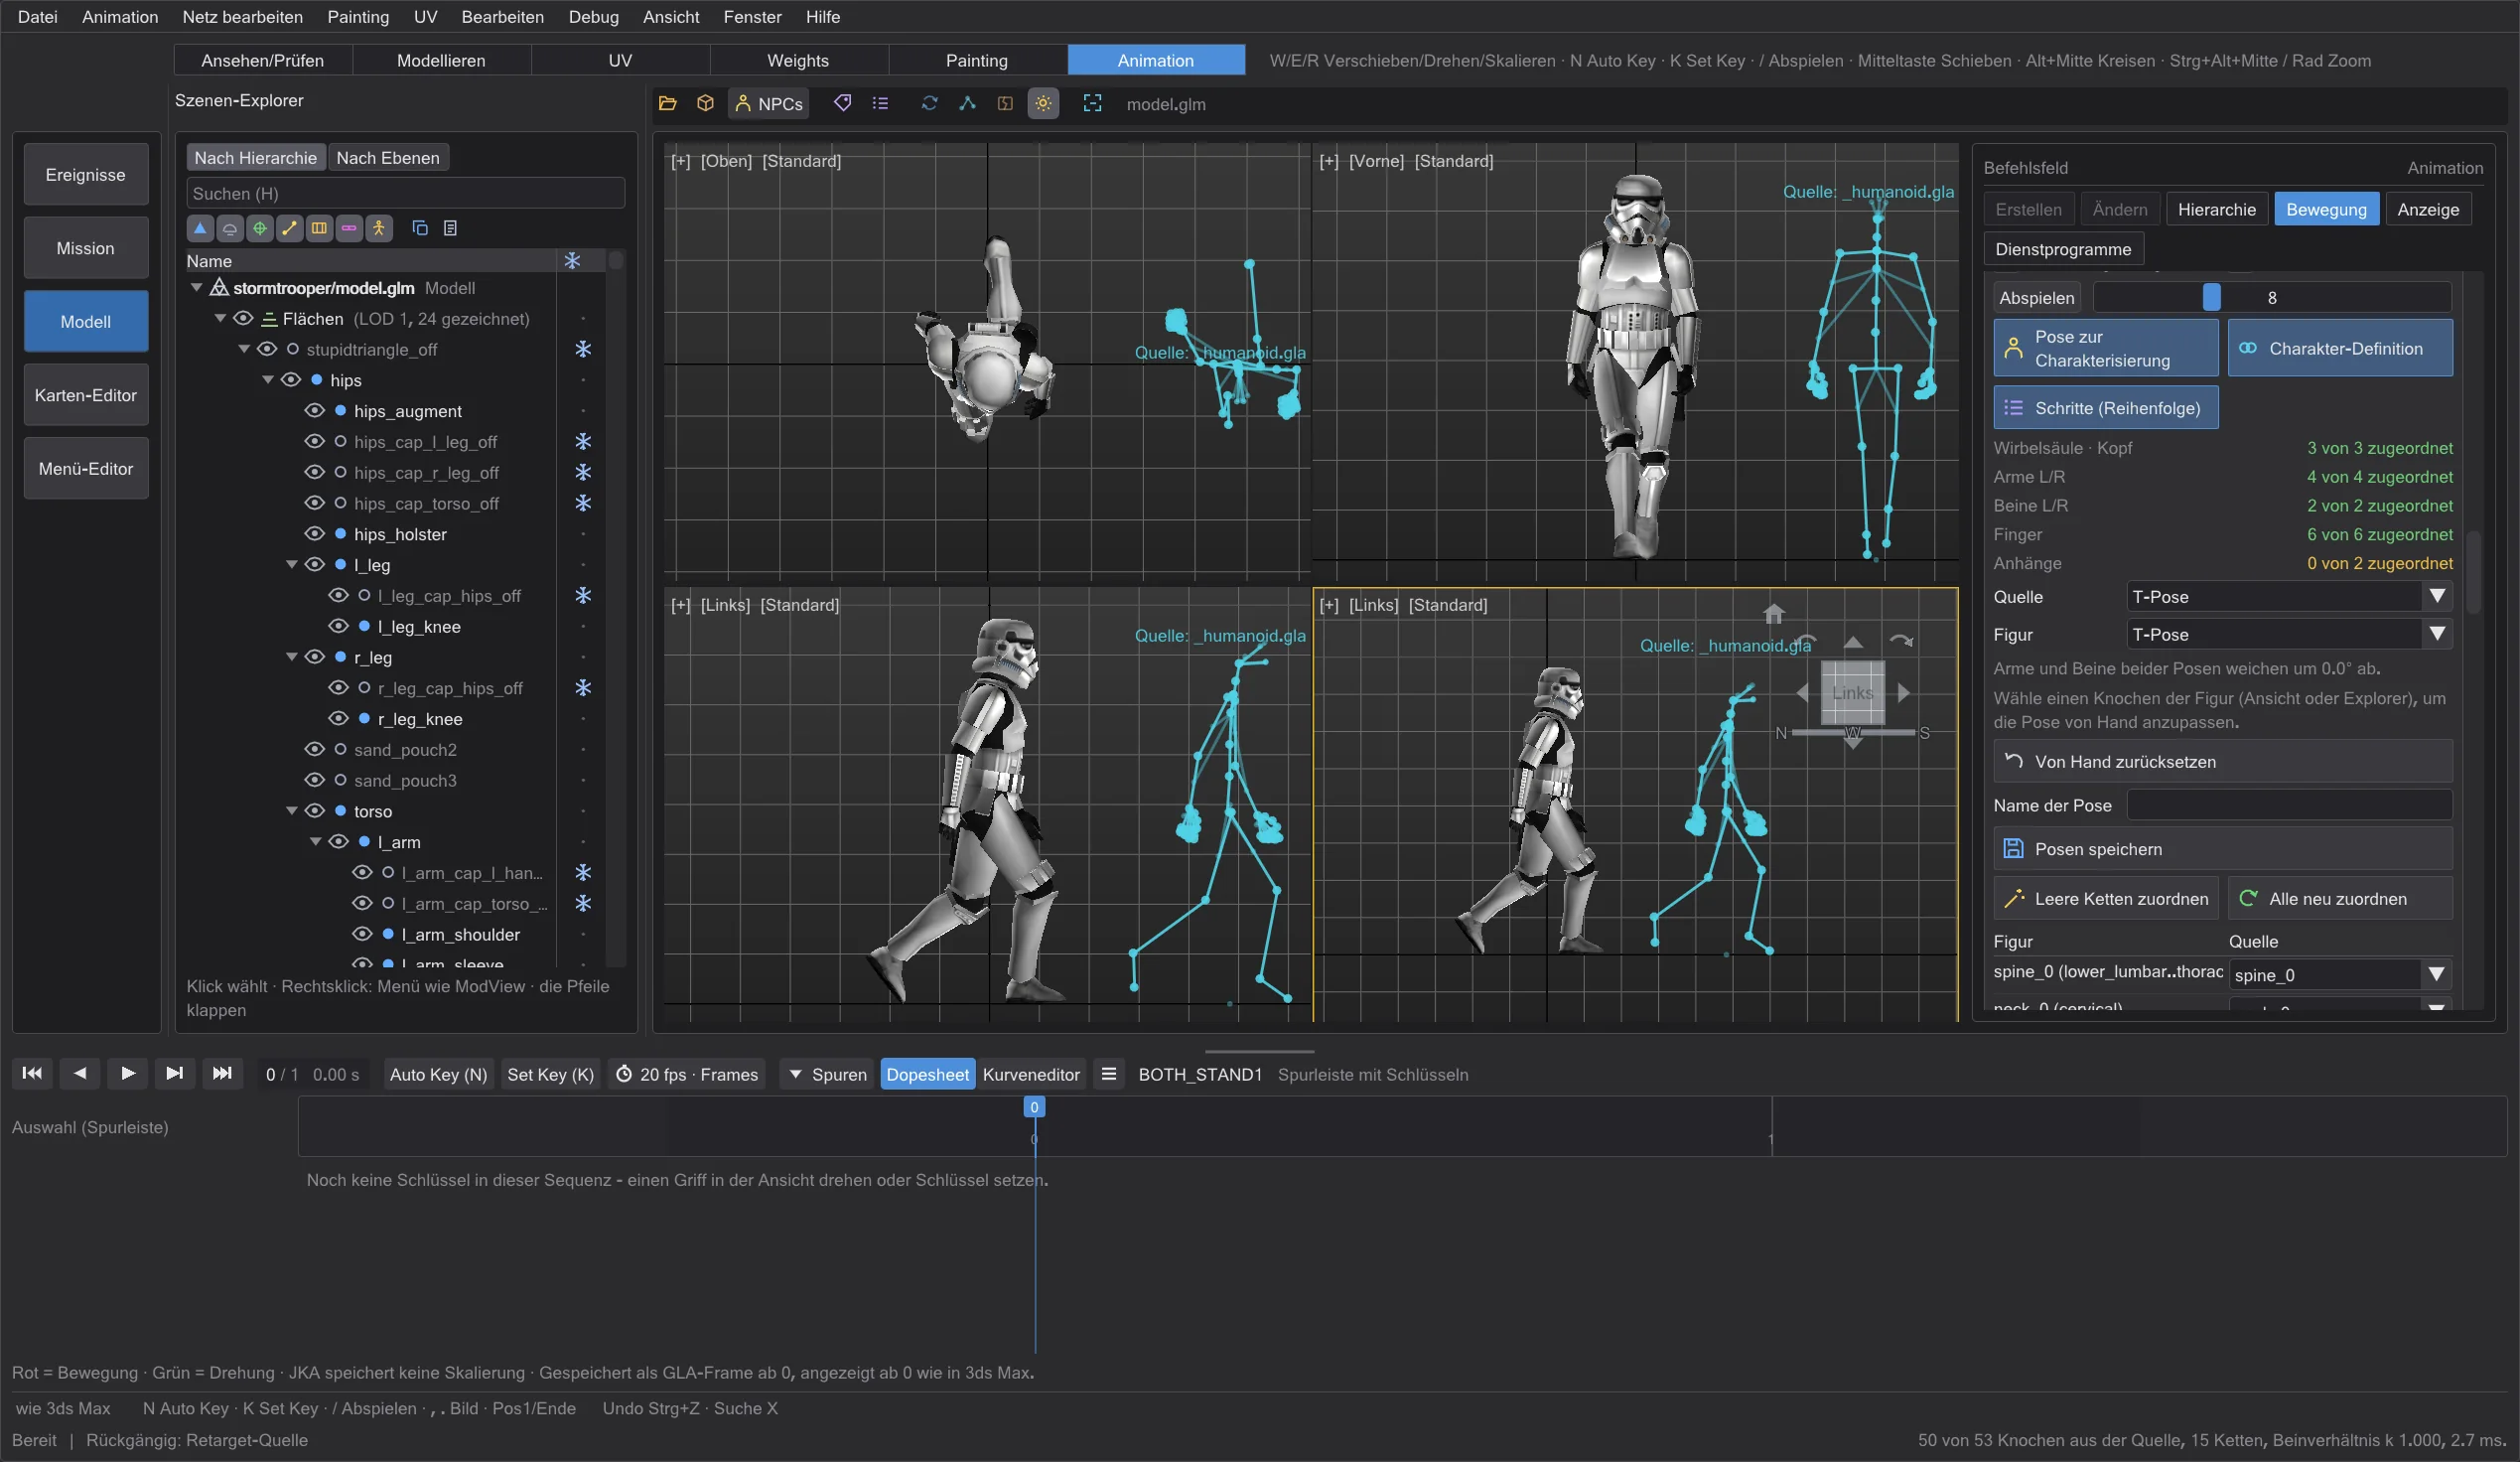 Datei Animation Netz bearbeiten Painting UV Bearbeiten Debug Ansicht Fenster Hilfe
Ansehen/Prüfen Modellieren UV Weights Painting Animation W/E/R Verschieben/Drehen/Skalieren · N Auto Key · K Set Key · / Abspielen · Mitteltaste Schieben · Alt+Mitte Kreisen · Strg+Alt+Mitte / Rad Zoom
Szenen-Explorer
NPCs model.glm
Ereignisse
Mission
Modell
Karten-Editor
Menü-Editor
Nach Hierarchie Nach Ebenen
Suchen (H)
Name
stormtrooper/model.glm Modell
Flächen (LOD 1, 24 gezeichnet)
stupidtriangle_off
hips
hips_augment
hips_cap_l_leg_off
hips_cap_r_leg_off
hips_cap_torso_off
hips_holster
l_leg
l_leg_cap_hips_off
l_leg_knee
r_leg
r_leg_cap_hips_off
r_leg_knee
sand_pouch2
sand_pouch3
torso
l_arm
l_arm_cap_l_han...
l_arm_cap_torso_...
l_arm_shoulder
l_arm_sleeve
Klick wählt · Rechtsklick: Menü wie ModView · die Pfeile
klappen
[+] [Oben] [Standard]
Quelle: _humanoid.gla
[+] [Vorne] [Standard]
Quelle: _humanoid.gla
[+] [Links] [Standard]
Quelle: _humanoid.gla
[+] [Links] [Standard]
Quelle: _humanoid.gla
Links
N W S
Befehlsfeld Animation
Erstellen Ändern Hierarchie Bewegung Anzeige
Dienstprogramme
Abspielen 8
Pose zur
Charakterisierung
Charakter-Definition
Schritte (Reihenfolge)
Wirbelsäule · Kopf 3 von 3 zugeordnet
Arme L/R 4 von 4 zugeordnet
Beine L/R 2 von 2 zugeordnet
Finger 6 von 6 zugeordnet
Anhänge 0 von 2 zugeordnet
Quelle T-Pose
Figur T-Pose
Arme und Beine beider Posen weichen um 0.0° ab.
Wähle einen Knochen der Figur (Ansicht oder Explorer), um
die Pose von Hand anzupassen.
Von Hand zurücksetzen
Name der Pose
Posen speichern
Leere Ketten zuordnen Alle neu zuordnen
Figur Quelle
spine_0 (lower_lumbar..thorac spine_0
neck_0 (cervical)
0 / 1 0.00 s Auto Key (N) Set Key (K) 20 fps · Frames Spuren Dopesheet Kurveneditor BOTH_STAND1 Spurleiste mit Schlüsseln
0
Auswahl (Spurleiste)
0 1
Noch keine Schlüssel in dieser Sequenz - einen Griff in der Ansicht drehen oder Schlüssel setzen.
Rot = Bewegung · Grün = Drehung · JKA speichert keine Skalierung · Gespeichert als GLA-Frame ab 0, angezeigt ab 0 wie in 3ds Max.
wie 3ds Max N Auto Key · K Set Key · / Abspielen · , . Bild · Pos1/Ende Undo Strg+Z · Suche X
Bereit | Rückgängig: Retarget-Quelle 50 von 53 Knochen aus der Quelle, 15 Ketten, Beinverhältnis k 1.000, 2.7 ms.